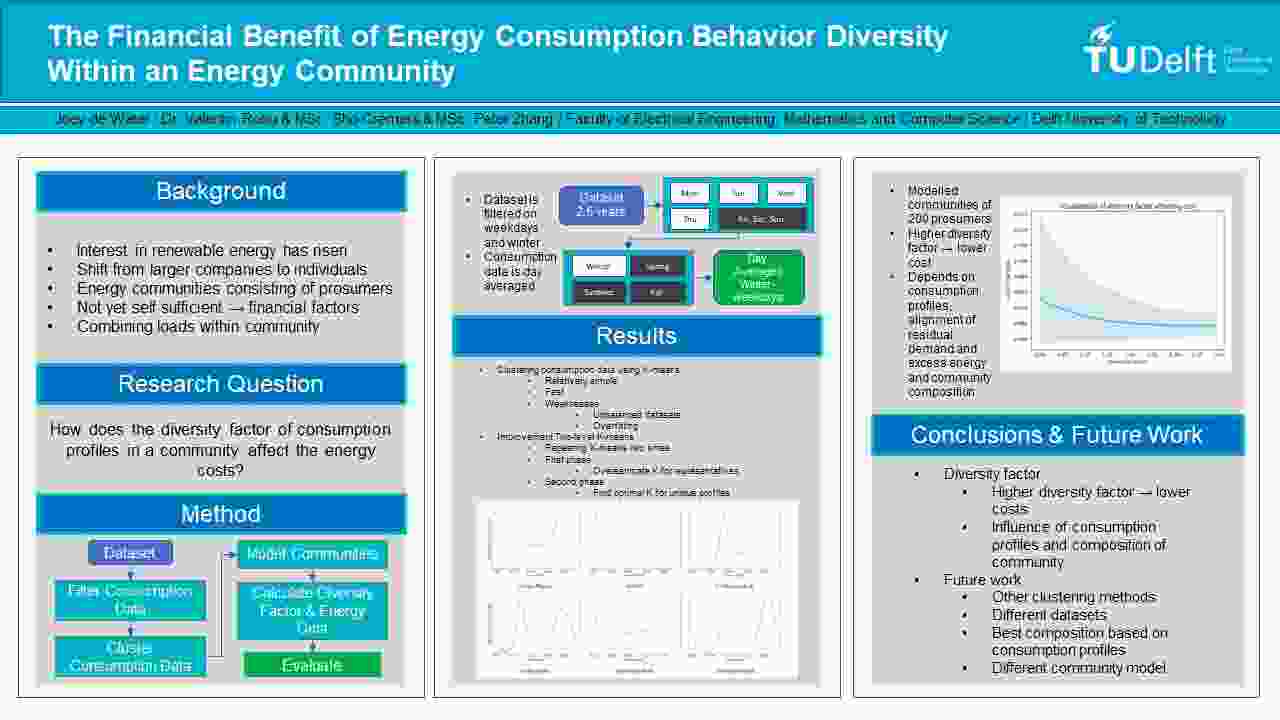 The Financial Benefit of Energy Consumption Behavior Diversity
Within an Energy Community
TUDelft
Joey de Water, Dr. Valentin Robu & MSc. Sho Cremers & MSc. Peter Zhang / Faculty of Electrical Engineering, Mathematics and Computer Science / Delft University of Technology
Background
• Interest in renewable energy has risen
• Shift from larger companies to individuals
• Energy communities consisting of prosumers
• Not yet self sufficient → financial factors
• Combining loads within community
Research Question
How does the diversity factor of consumption
profiles in a community affect the energy
costs?
Method
Dataset
Filter Consumption
Data
Cluster
Consumption Data
Model Communities
Calculate Diversity
Factor & Energy
Cost
Evaluate
• Dataset is
filtered on
weekdays
and winter
• Consumption
data is day
averaged
Dataset
2.6 years
Mon
Tue
Wed
Thu
Fri, Sat, Sun
Winter
Spring
Summer
Fall
Day
Averaged
Winter-
weekdays
Results
• Clustering consumption data using K-means
• Relatively simple
• Fast
• Weaknesses
• Unbalanced datasets
• Overfitting
• Improvement Two-level K-means
• Repeating K-means two times
• First phase
• Overestimate K for representatives
• Second phase
• Find optimal K for unique profiles
• Modelled
communities of
200 prosumers
• Higher diversity
factor → lower
cost
• Depends on
consumption
profiles,
alignment of
residual
demand and
excess energy
and community
composition
Conclusions & Future Work
• Diversity factor
• Higher diversity factor → lower
costs
• Influence of consumption
profiles and composition of
community
• Future work
• Other clustering methods
• Different datasets
• Best composition based on
consumption profiles
• Different community model